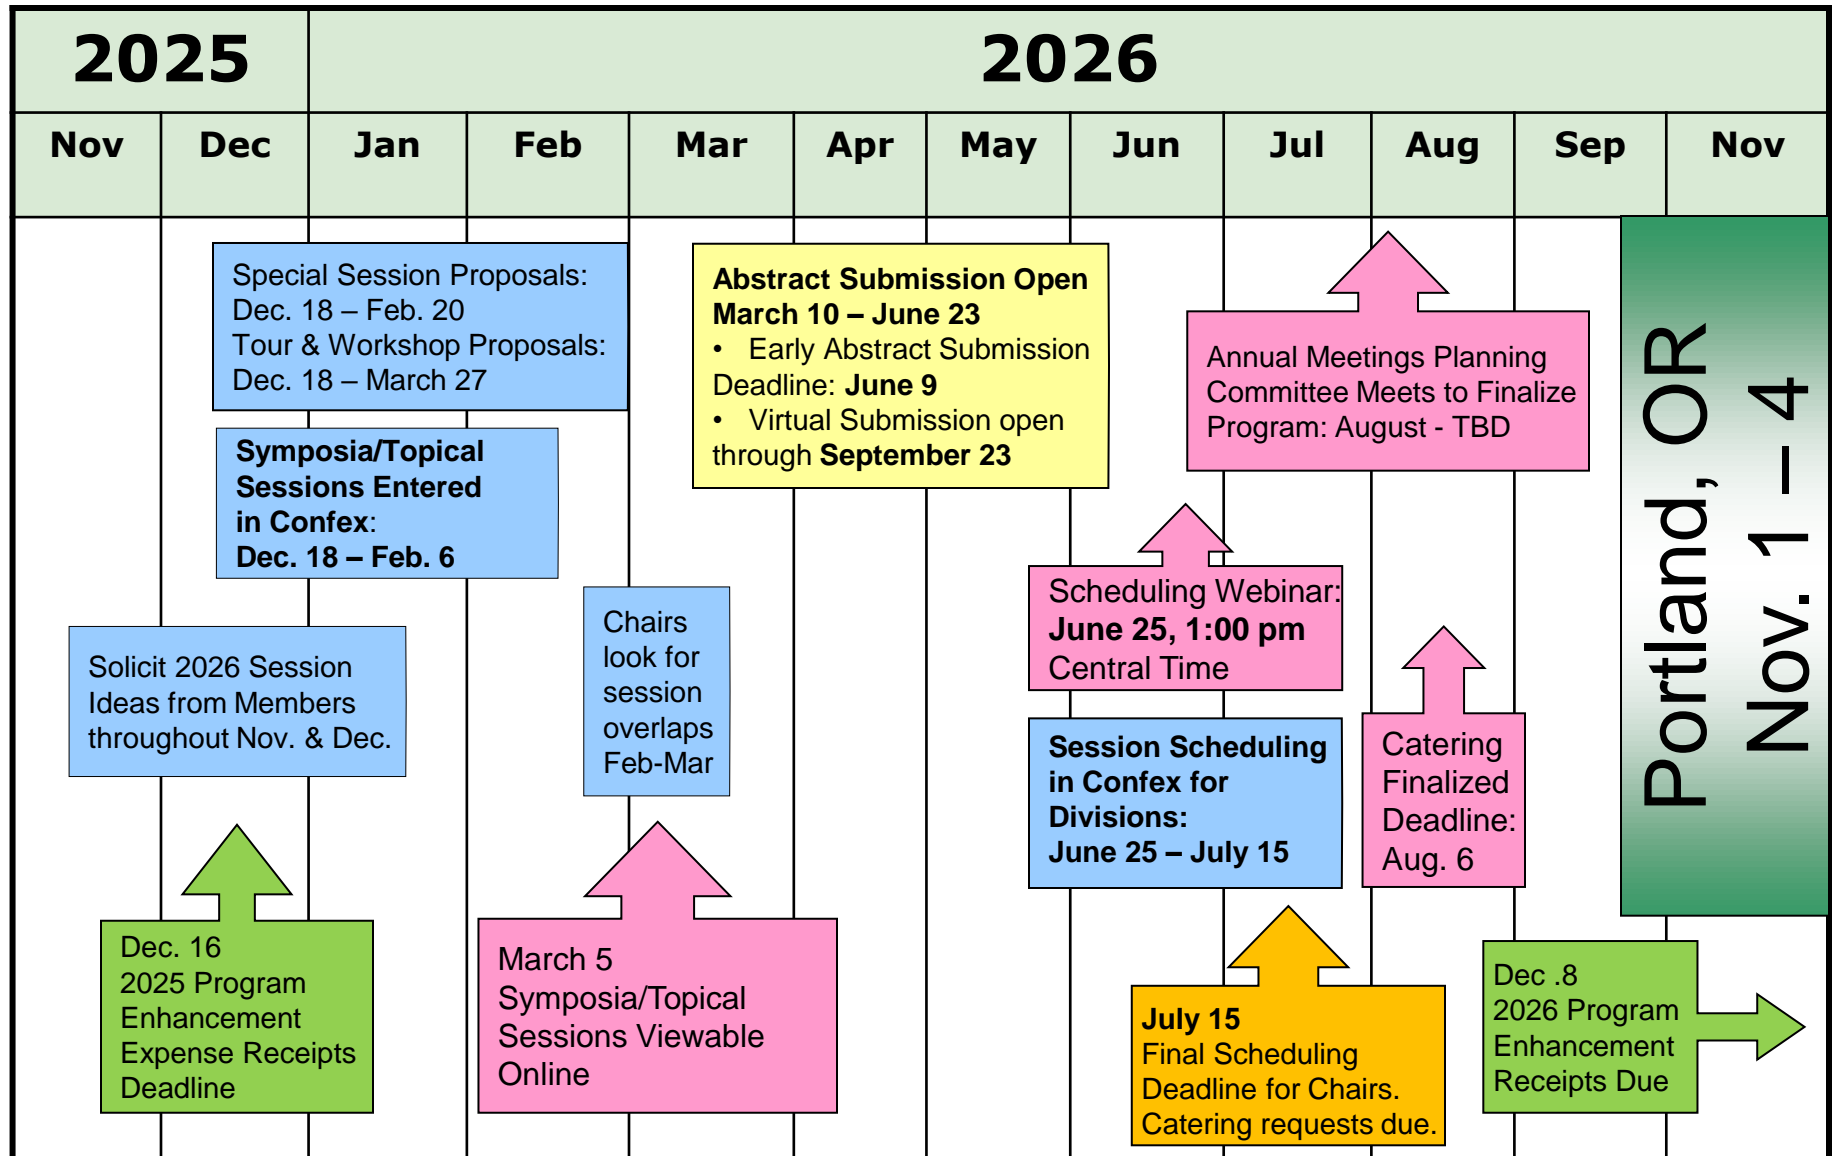 2025
2026
Nov
Dec
Jan
Feb
Mar
Apr
May
Jun
Jul
Aug
Sep
Nov
Special Session Proposals:
Dec. 18 – Feb. 20
Tour & Workshop Proposals:
Dec. 18 – March 27
Symposia/Topical
Sessions Entered
in Confex:
Dec. 18 – Feb. 6
Solicit 2026 Session
Ideas from Members
throughout Nov. & Dec.
Dec. 16
2025 Program
Enhancement
Expense Receipts
Deadline
Chairs
look for
session
overlaps
Feb-Mar
March 5
Symposia/Topical
Sessions Viewable
Online
Abstract Submission Open
March 10 – June 23
• Early Abstract Submission
Deadline: June 9
• Virtual Submission open
through September 23
Annual Meetings Planning
Committee Meets to Finalize
Program: August - TBD
Scheduling Webinar:
June 25, 1:00 pm
Central Time
Session Scheduling
in Confex for
Divisions:
June 25 – July 15
Catering
Finalized
Deadline:
Aug. 6
July 15
Final Scheduling
Deadline for Chairs.
Catering requests due.
Dec .8
2026 Program
Enhancement
Receipts Due
Portland, OR
Nov. 1 – 4